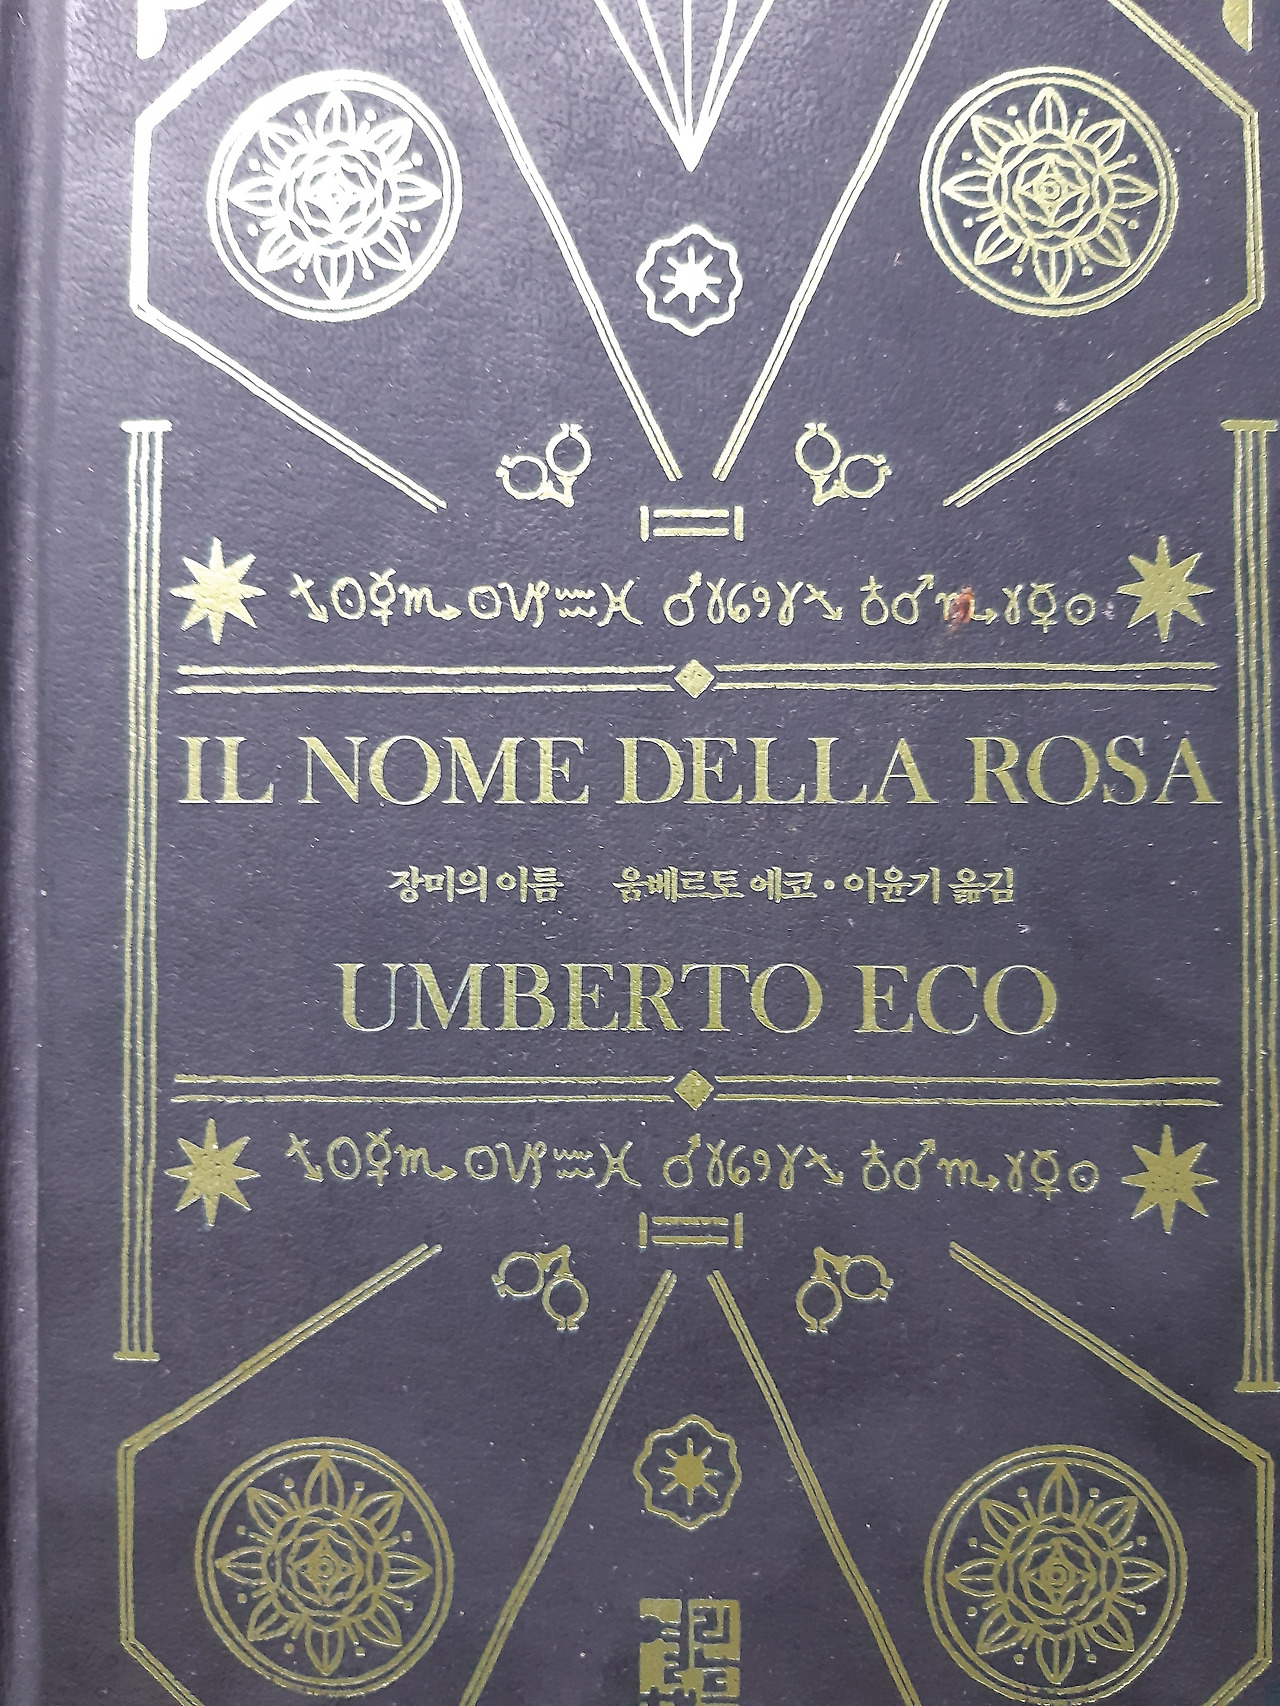 IL NOME DELLA ROSA
장미의 이름 움베르토 에코 • 이윤기 옮김
UMBERTO ECO